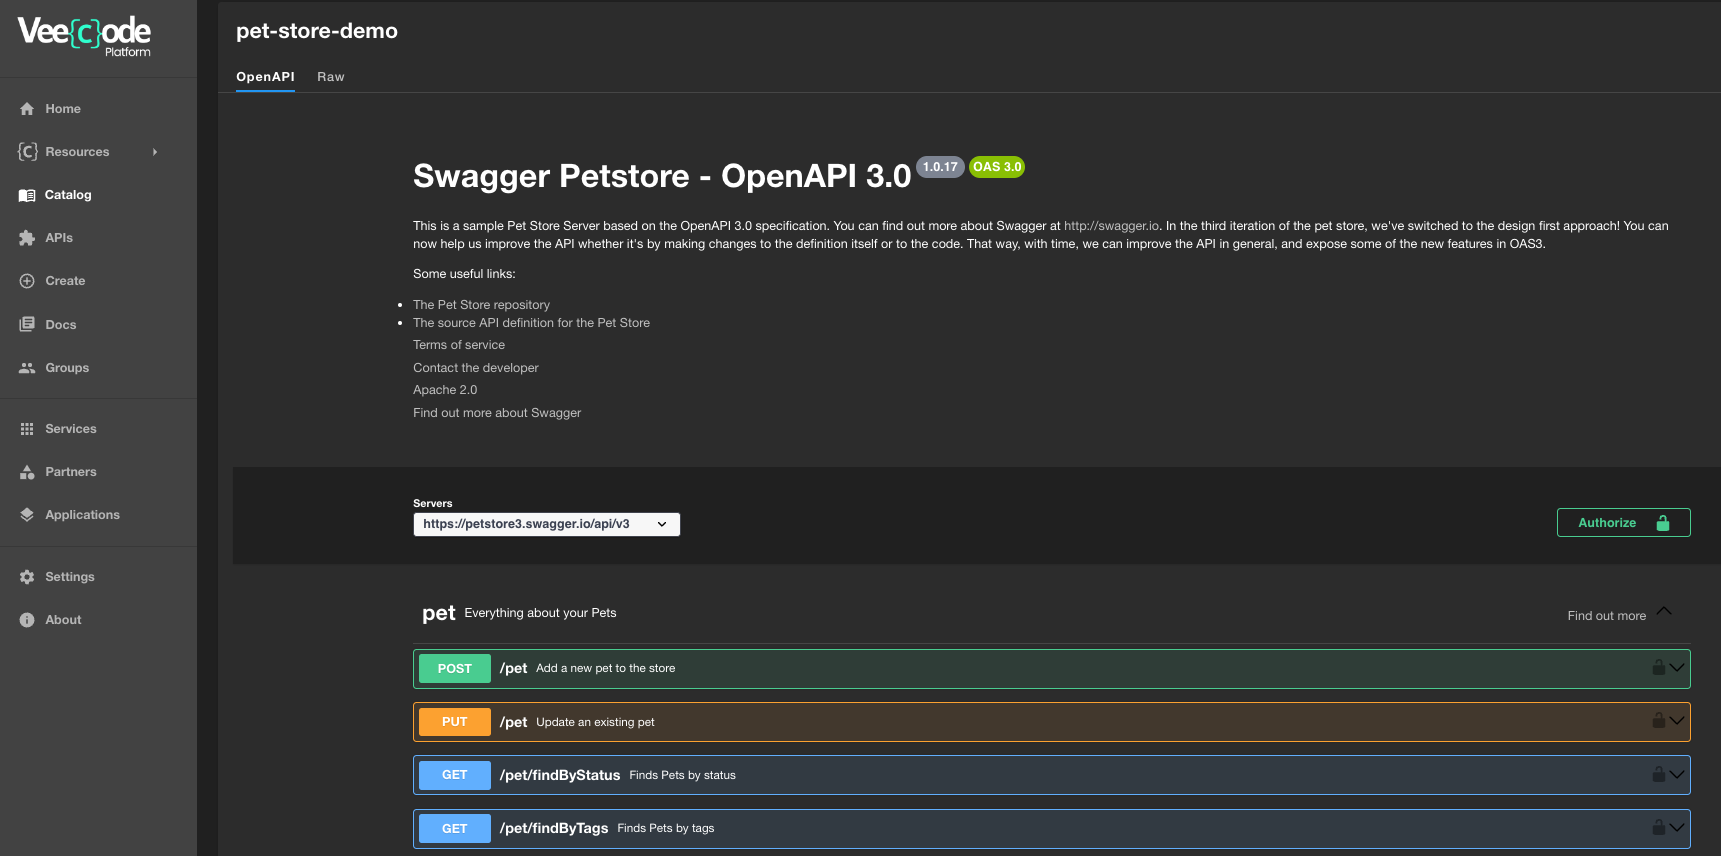 Vee{C}ode
Platform
Home
{C} Resources
Catalog
APIs
Create
Docs
Groups
Services
Partners
Applications
Settings
About
pet-store-demo
OpenAPI Raw
Swagger Petstore - OpenAPI 3.0 1.0.17 OAS 3.0
This is a sample Pet Store Server based on the OpenAPI 3.0 specification. You can find out more about Swagger at http://swagger.io. In the third iteration of the pet store, we've switched to the design first approach! You can
now help us improve the API whether it's by making changes to the definition itself or to the code. That way, with time, we can improve the API in general, and expose some of the new features in OAS3.
Some useful links:
The Pet Store repository
The source API definition for the Pet Store
Terms of service
Contact the developer
Apache 2.0
Find out more about Swagger
Servers
https://petstore3.swagger.io/api/v3
Authorize
pet Everything about your Pets Find out more
POST /pet Add a new pet to the store
PUT /pet Update an existing pet
GET /pet/findByStatus Finds Pets by status
GET /pet/findByTags Finds Pets by tags